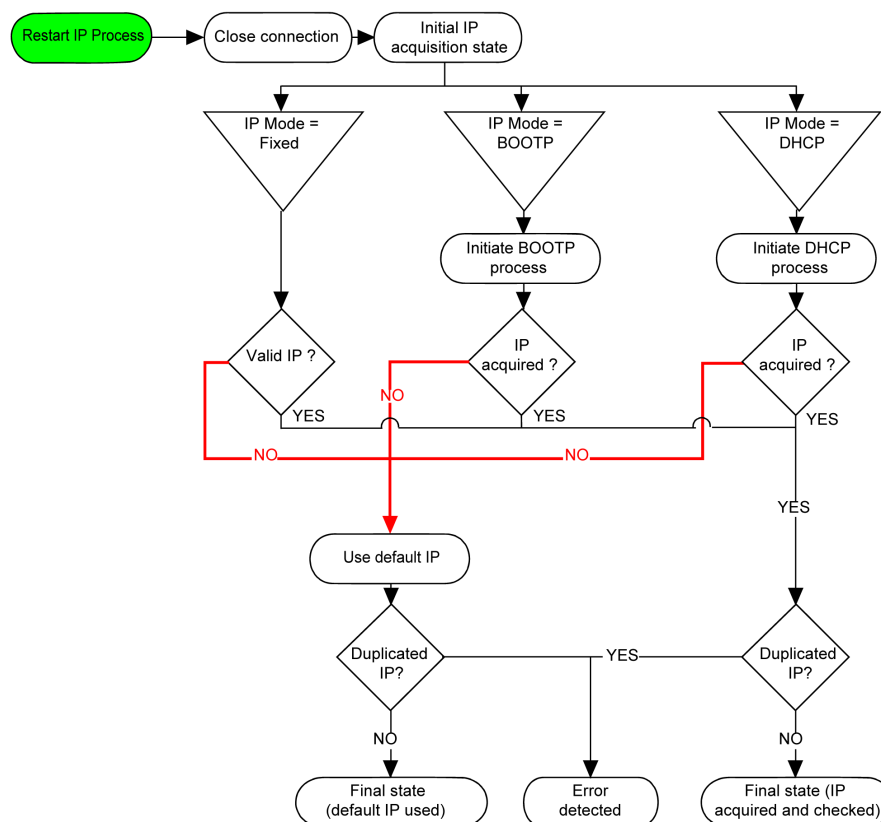 Restart IP Process
Close connection
Initial IP
acquisition state
IP Mode =
Fixed
IP Mode =
BOOTP
IP Mode =
DHCP
Initiate BOOTP
process
Initiate DHCP
process
Valid IP ?
IP
acquired ?
IP
acquired ?
NO
YES
YES
YES
NO
NO
YES
Use default IP
Duplicated
IP?
YES
Duplicated
IP?
NO
NO
Final state
(default IP used)
Error
detected
Final state (IP
acquired and checked)